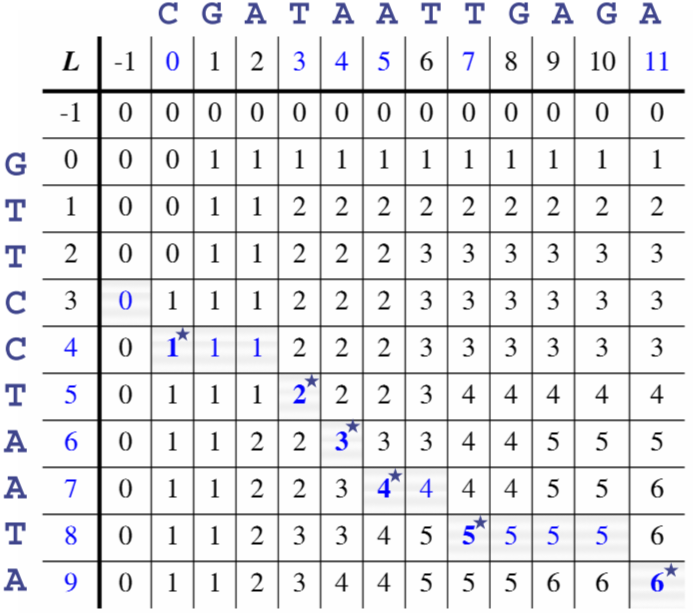 C G A T A A T T G A G A
L -1 0 1 2 3 4 5 6 7 8 9 10 11
-1 0 0 0 0 0 0 0 0 0 0 0 0 0
G 0 0 0 1 1 1 1 1 1 1 1 1 1 1
T 1 0 0 1 1 2 2 2 2 2 2 2 2 2
T 2 0 0 1 1 2 2 2 3 3 3 3 3 3
C 3 0 1 1 1 2 2 2 3 3 3 3 3 3
C 4 0 1★ 1 1 2 2 2 3 3 3 3 3 3
T 5 0 1 1 1 2★ 2 2 3 4 4 4 4 4
A 6 0 1 1 2 2 3★ 3 3 4 4 5 5 5
A 7 0 1 1 2 2 3 4★ 4 4 4 5 5 6
T 8 0 1 1 2 3 3 4 5 5★ 5 5 5 6
A 9 0 1 1 2 3 4 4 5 5 5 6 6 6★